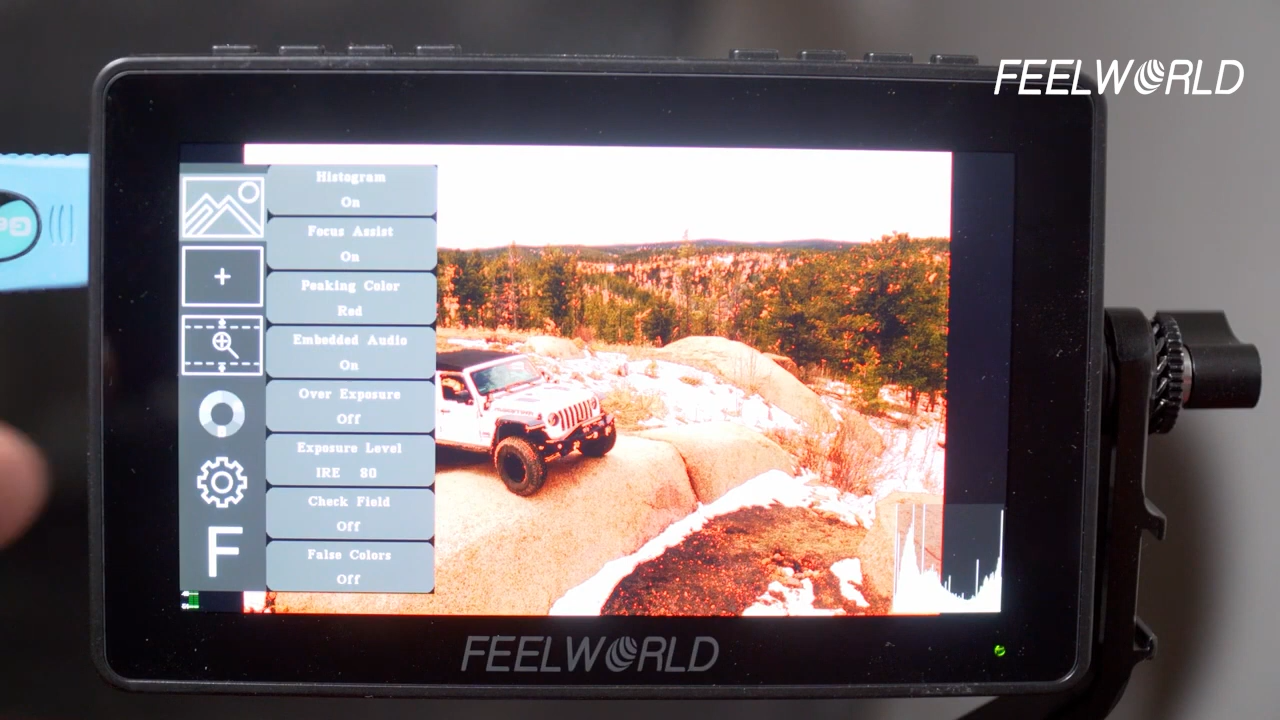 FEELWORLD
Histogram
On
Focus Assist
On
Peaking Color
Red
Embedded Audio
On
Over Exposure
Off
Exposure Level
IRE 80
Check Field
Off
False Colors
Off
F
FEELWORLD